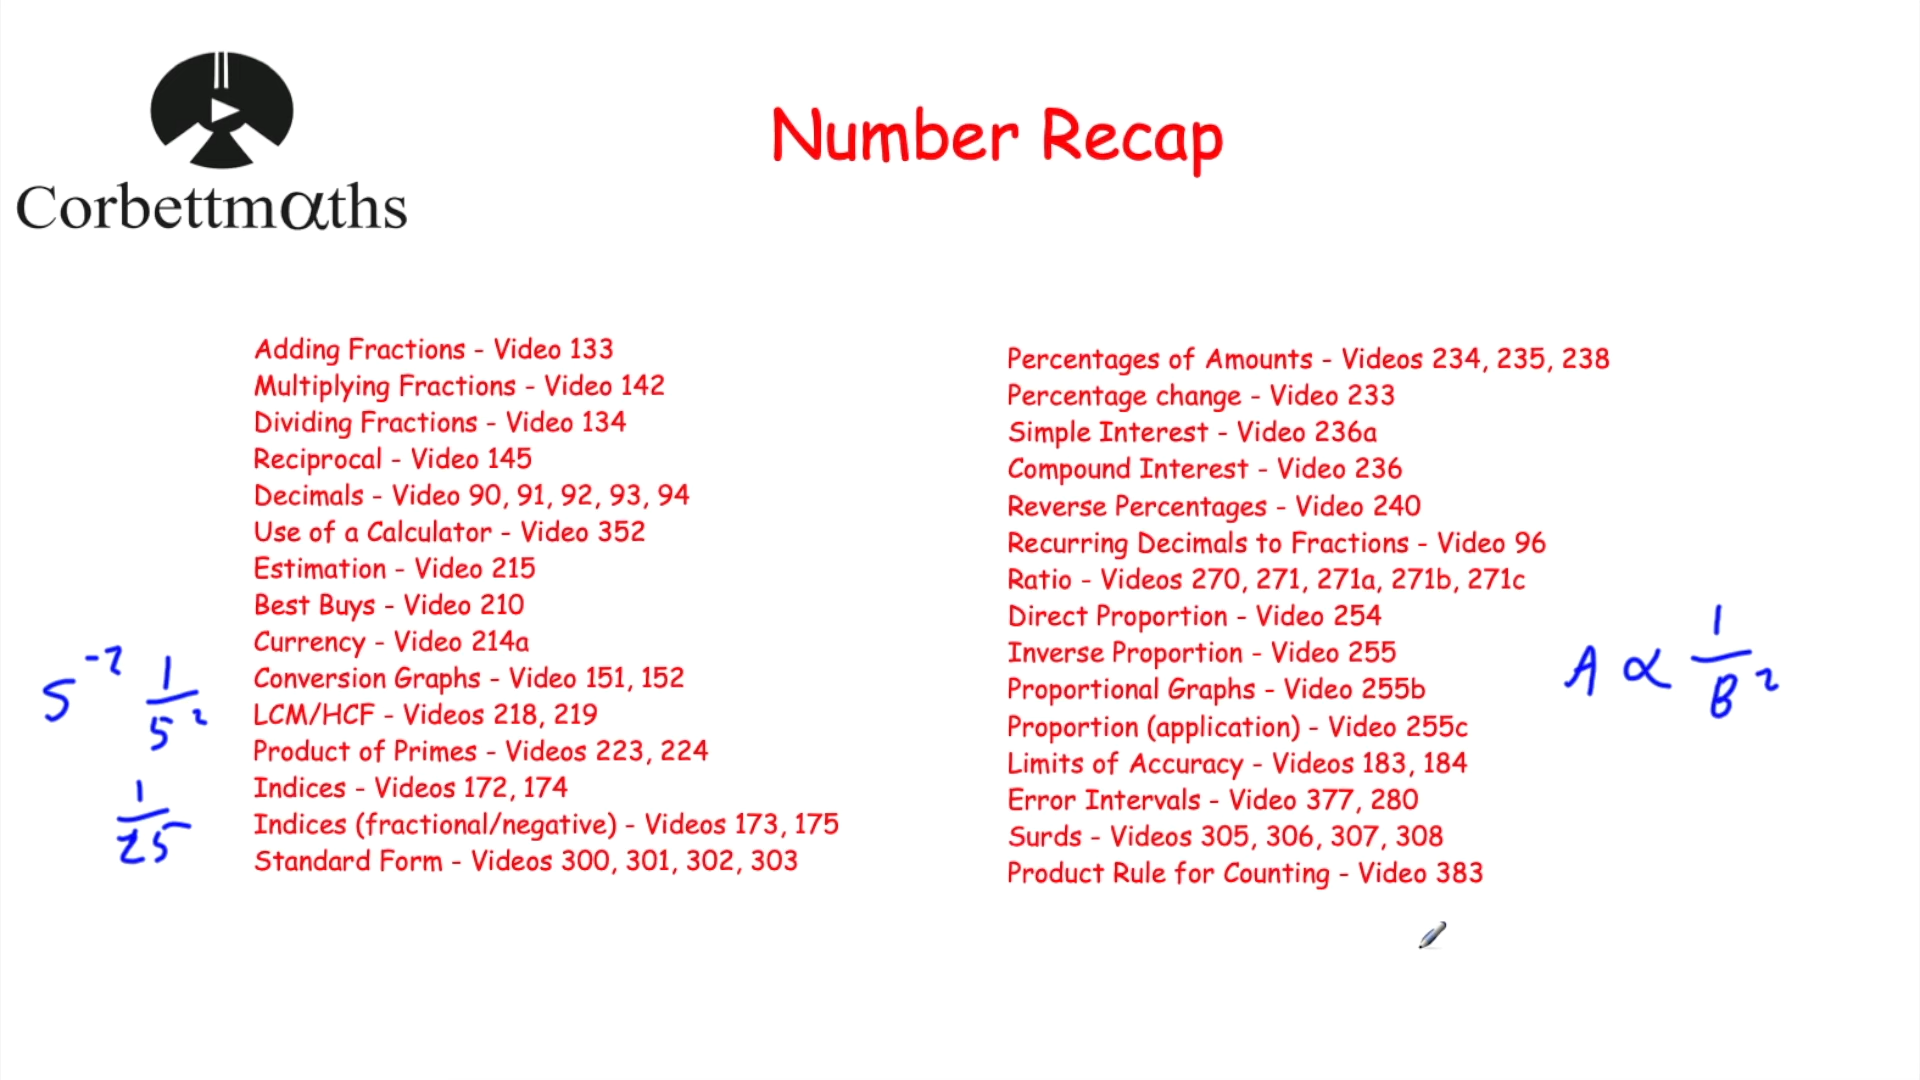 Corbettmαths
Number Recap
Adding Fractions - Video 133
Multiplying Fractions - Video 142
Dividing Fractions - Video 134
Reciprocal - Video 145
Decimals - Video 90, 91, 92, 93, 94
Use of a Calculator - Video 352
Estimation - Video 215
Best Buys - Video 210
Currency - Video 214a
Conversion Graphs - Video 151, 152
LCM/HCF - Videos 218, 219
Product of Primes - Videos 223, 224
Indices - Videos 172, 174
Indices (fractional/negative) - Videos 173, 175
Standard Form - Videos 300, 301, 302, 303
5⁻² 1/5²
1/25
Percentages of Amounts - Videos 234, 235, 238
Percentage change - Video 233
Simple Interest - Video 236a
Compound Interest - Video 236
Reverse Percentages - Video 240
Recurring Decimals to Fractions - Video 96
Ratio - Videos 270, 271, 271a, 271b, 271c
Direct Proportion - Video 254
Inverse Proportion - Video 255
Proportional Graphs - Video 255b
Proportion (application) - Video 255c
Limits of Accuracy - Videos 183, 184
Error Intervals - Video 377, 280
Surds - Videos 305, 306, 307, 308
Product Rule for Counting - Video 383
A ∝ 1/B²